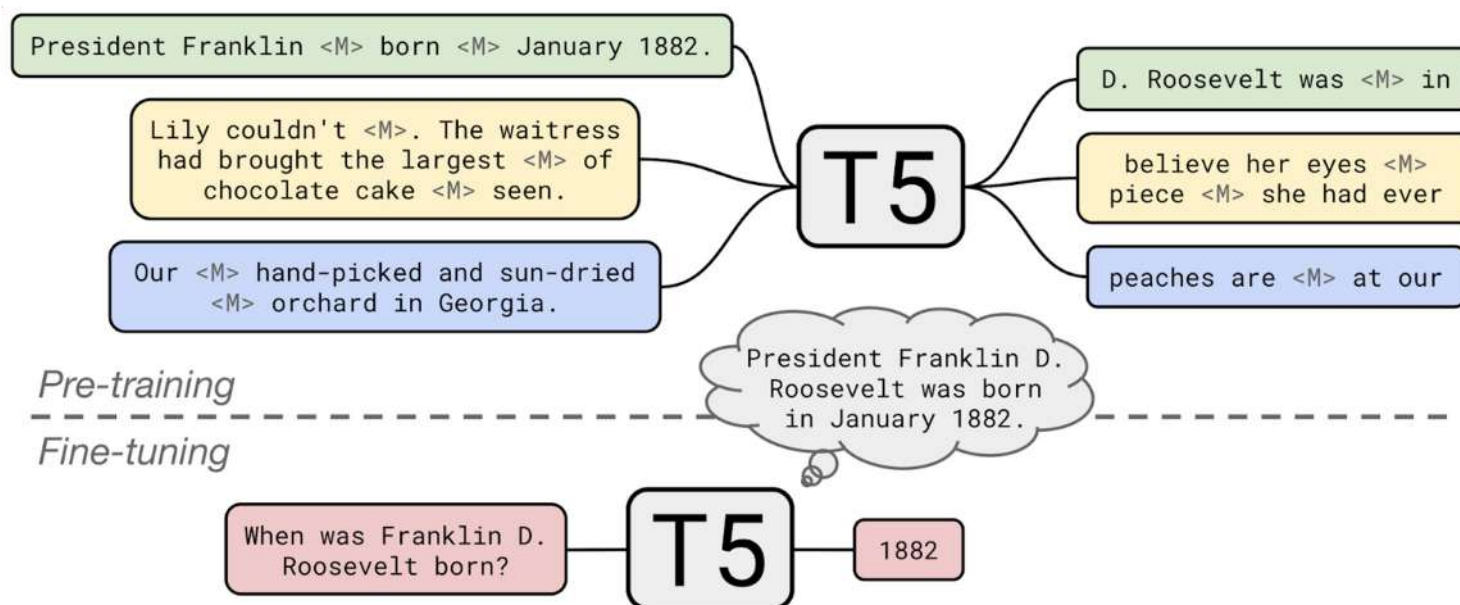 President Franklin <M> born <M> January 1882.
D. Roosevelt was <M> in
Lily couldn't <M>. The waitress
had brought the largest <M> of
chocolate cake <M> seen.
T5
believe her eyes <M>
piece <M> she had ever
Our <M> hand-picked and sun-dried
<M> orchard in Georgia.
peaches are <M> at our
President Franklin D.
Roosevelt was born
in January 1882.
Pre-training
Fine-tuning
When was Franklin D.
Roosevelt born?
T5
1882